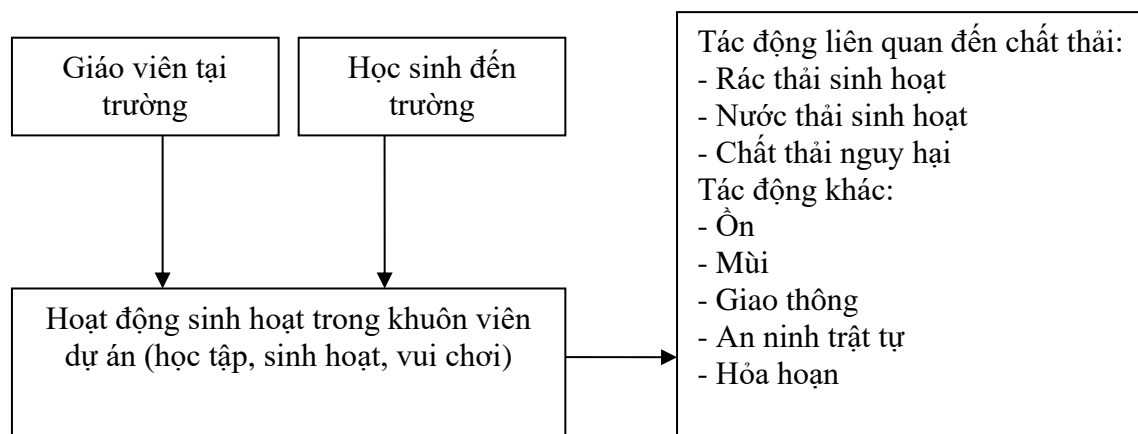 Giáo viên tại
trường
Học sinh đến
trường
Hoạt động sinh hoạt trong khuôn viên
dự án (học tập, sinh hoạt, vui chơi)
Tác động liên quan đến chất thải:
- Rác thải sinh hoạt
- Nước thải sinh hoạt
- Chất thải nguy hại
Tác động khác:
- Ồn
- Mùi
- Giao thông
- An ninh trật tự
- Hỏa hoạn